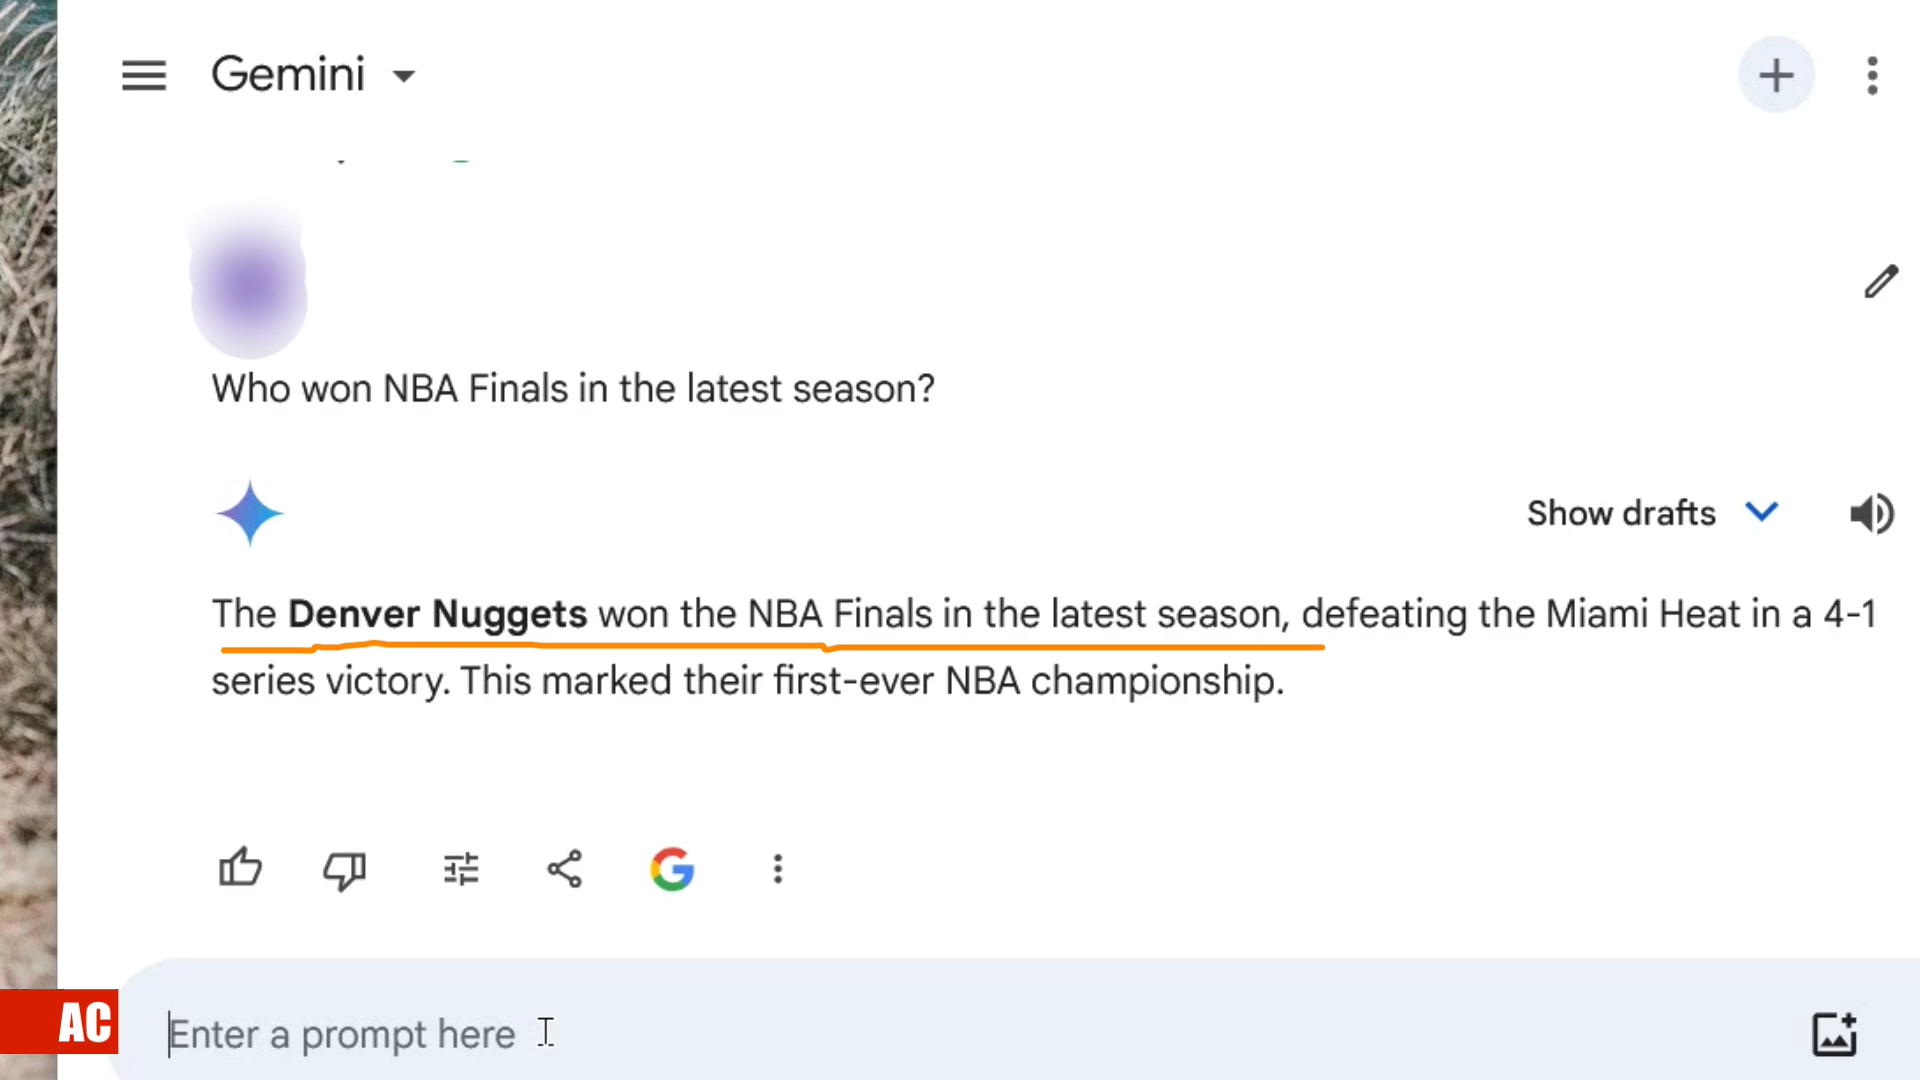 Gemini
Who won NBA Finals in the latest season?
Show drafts
The Denver Nuggets won the NBA Finals in the latest season, defeating the Miami Heat in a 4-1
series victory. This marked their first-ever NBA championship.
AC
Enter a prompt here